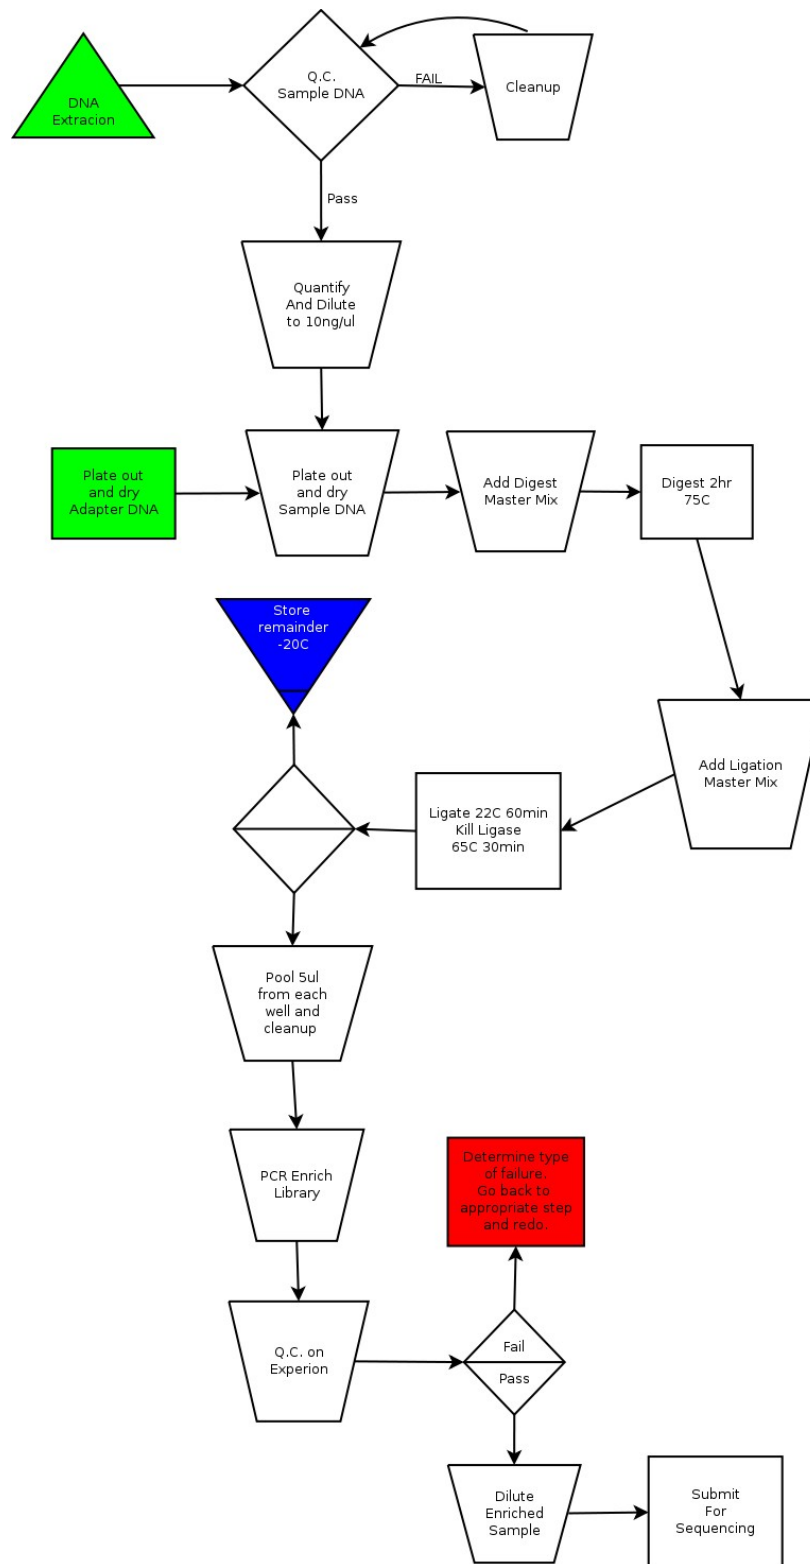 DNA
Extracion
Q.C.
Sample DNA
FAIL
Cleanup
Pass
Quantify
And Dilute
to 10ng/ul
Plate out
and dry
Adapter DNA
Plate out
and dry
Sample DNA
Add Digest
Master Mix
Digest 2hr
75C
Store
remainder
-20C
Add Ligation
Master Mix
Ligate 22C 60min
Kill Ligase
65C 30min
Pool 5ul
from each
well and
cleanup
PCR Enrich
Library
Determine type
of failure.
Go back to
appropriate step
and redo.
Q.C. on
Experion
Fail
Pass
Dilute
Enriched
Sample
Submit
For
Sequencing